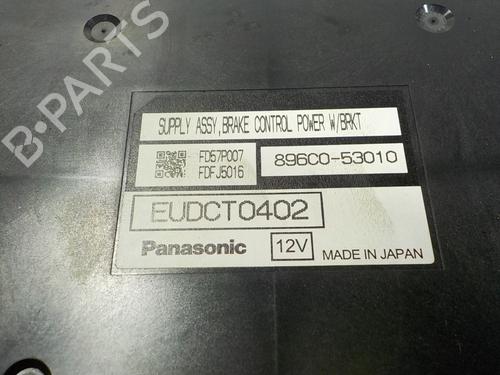 SUPPLY ASSY, BRAKE CONTROL POWER W/BRKT
FD57P007
FDFJ5016
896C0-53010
EUDCT0402
Panasonic 12V MADE IN JAPAN
B-PARTS